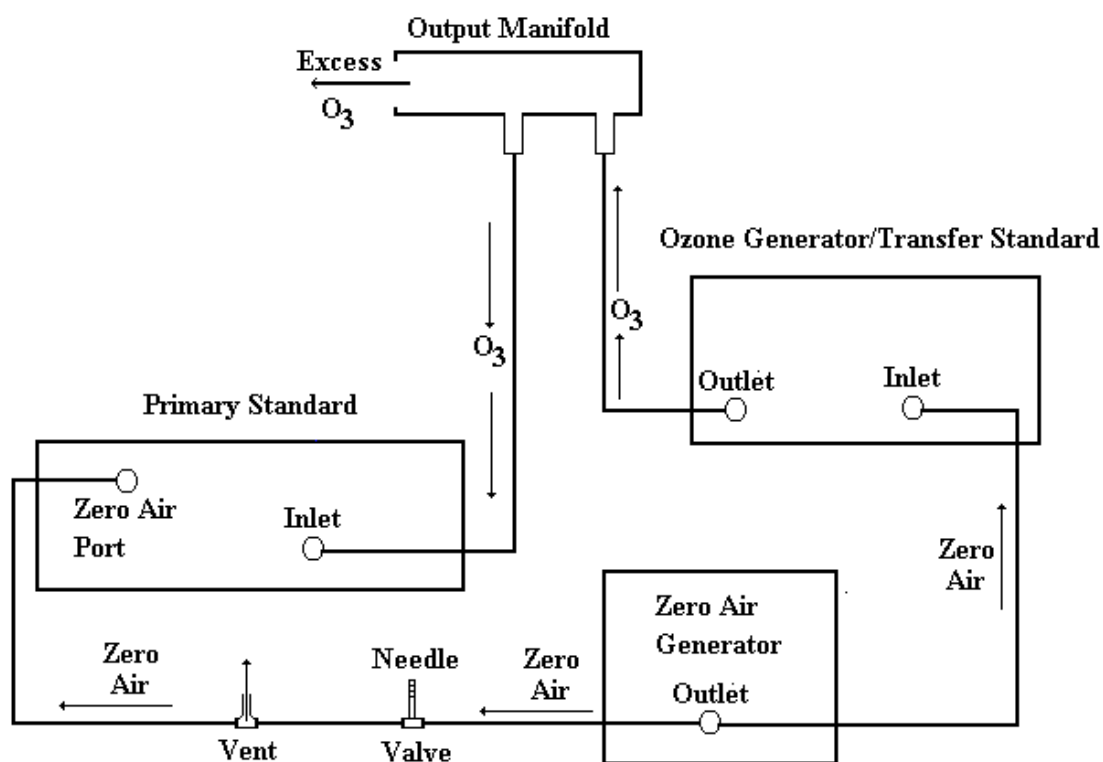 Output Manifold
Excess
O3
Ozone Generator/Transfer Standard
O3
O3
Outlet
Inlet
Primary Standard
Zero Air
Port
Inlet
Zero
Air
Zero Air
Generator
Outlet
Zero
Air
Needle
Zero
Air
Vent
Valve